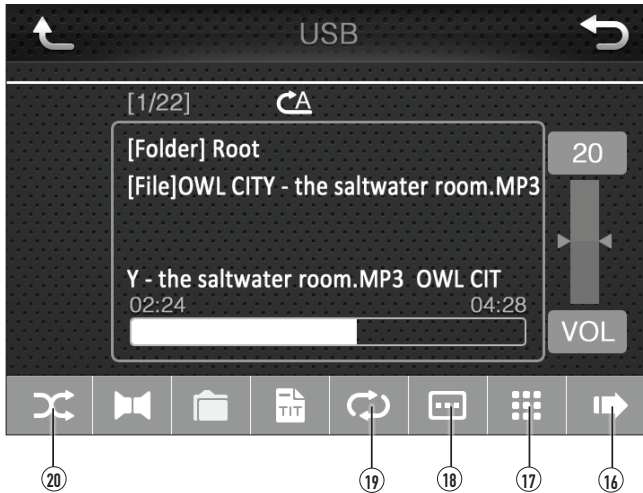 USB
[1/22] A
[Folder] Root
20
[File]OWL CITY - the saltwater room.MP3
Y - the saltwater room.MP3 OWL CIT
02:24 04:28
VOL
TIT
20 19 18 17 16